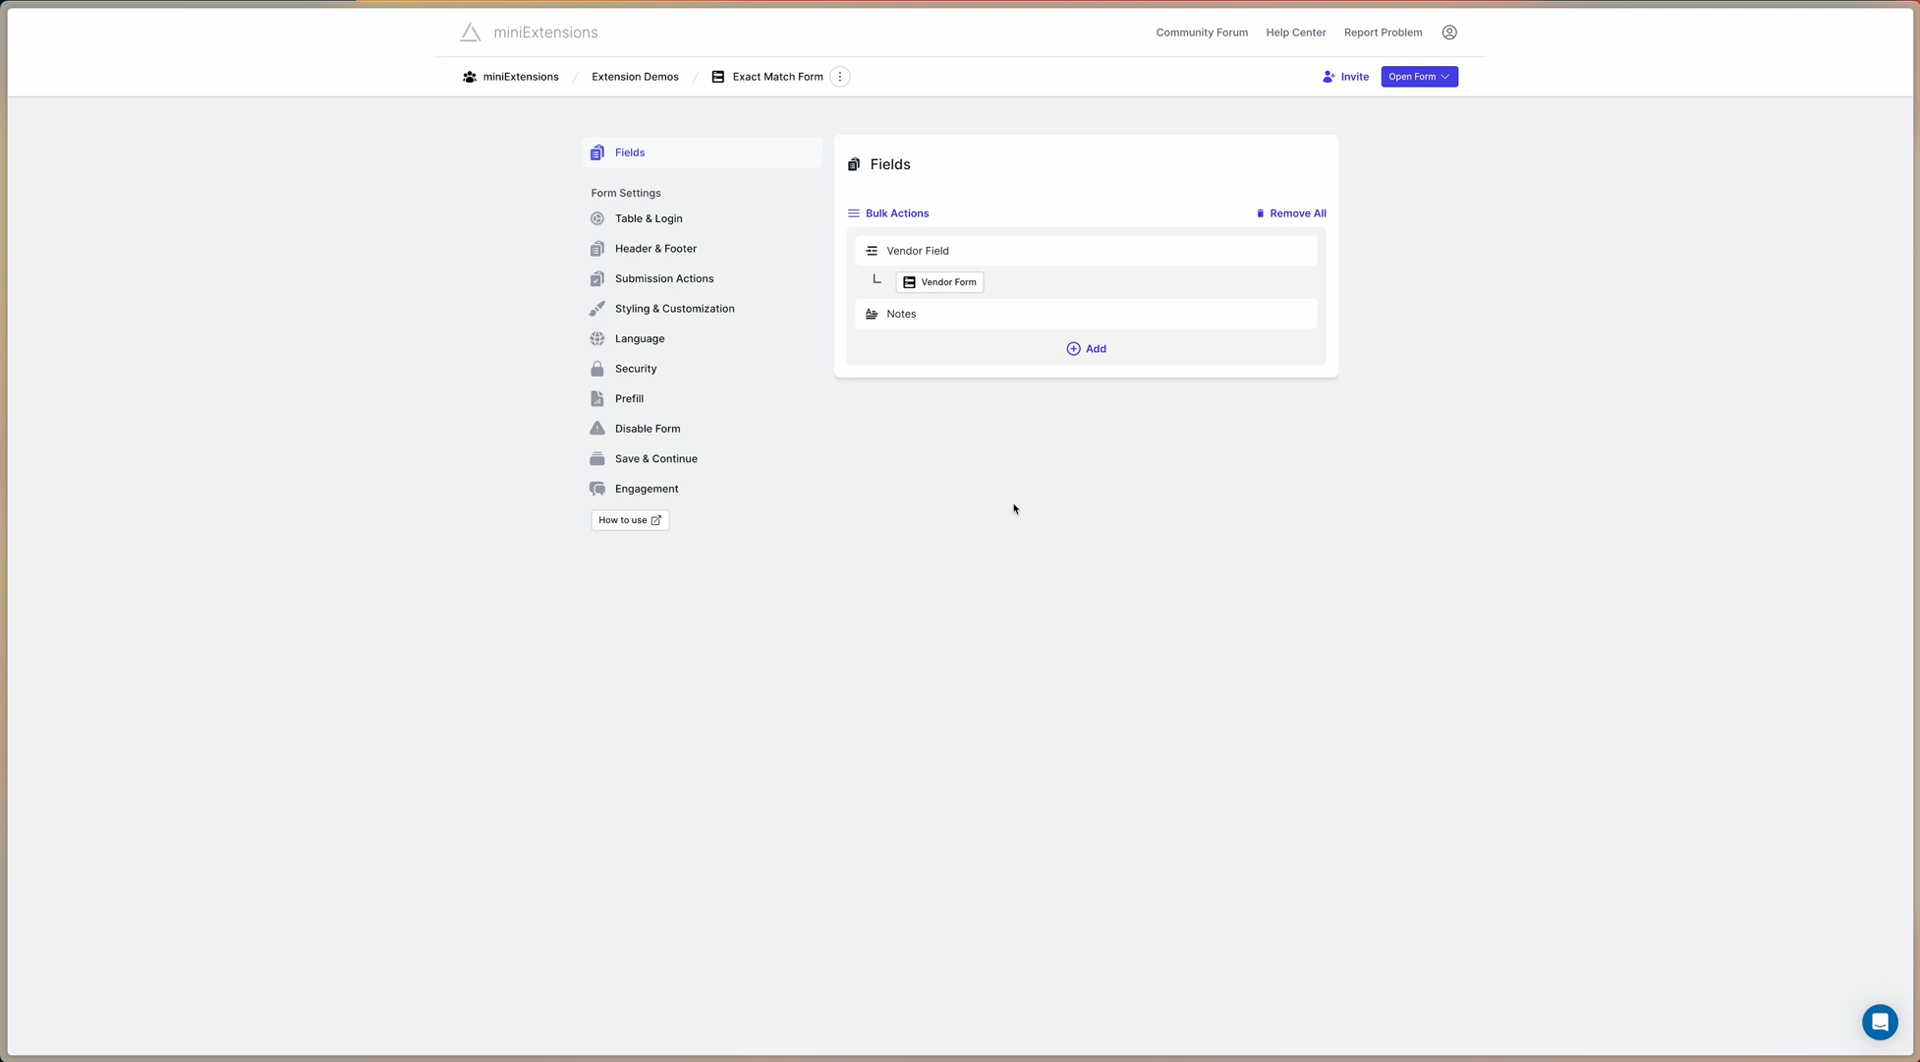 miniExtensions
Community Forum
Help Center
Report Problem
miniExtensions / Extension Demos / Exact Match Form
Invite
Open Form
Fields
Form Settings
Table & Login
Header & Footer
Submission Actions
Styling & Customization
Language
Security
Prefill
Disable Form
Save & Continue
Engagement
How to use
Fields
Bulk Actions
Remove All
Vendor Field
Vendor Form
Notes
Add